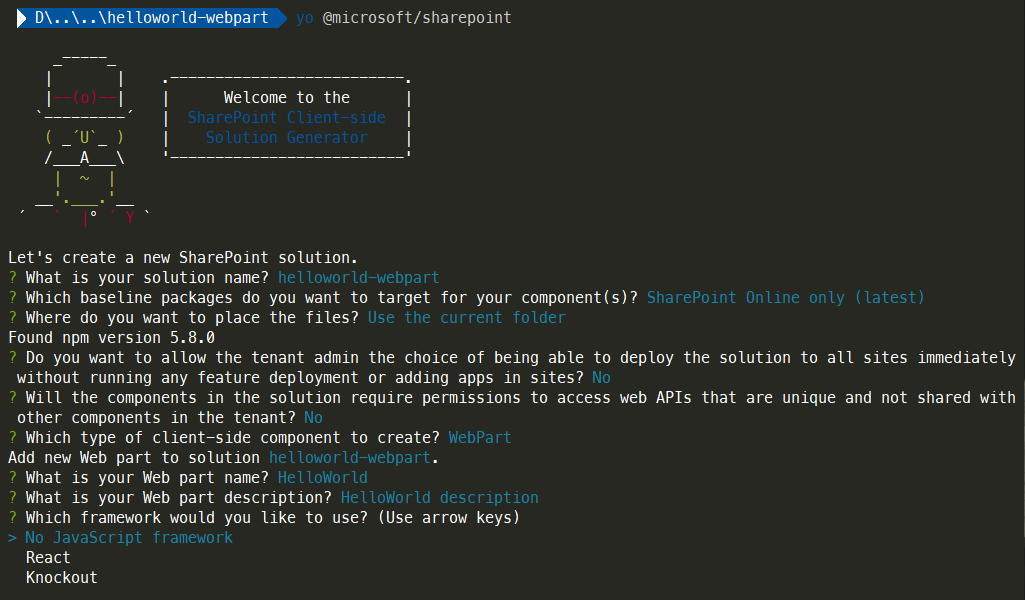 D\..\..\helloworld-webpart yo @microsoft/sharepoint
     _-----_
    |       |    .--------------------------.
    |--(o)--|    |      Welcome to the      |
   `---------´   |  SharePoint Client-side  |
    ( _´U`_ )    |    Solution Generator    |
    /___A___\    '--------------------------'
     |  ~  |
   __'.___.'__
 ´   `  |° ´ Y `
Let's create a new SharePoint solution.
? What is your solution name? helloworld-webpart
? Which baseline packages do you want to target for your component(s)? SharePoint Online only (latest)
? Where do you want to place the files? Use the current folder
Found npm version 5.8.0
? Do you want to allow the tenant admin the choice of being able to deploy the solution to all sites immediately
without running any feature deployment or adding apps in sites? No
? Will the components in the solution require permissions to access web APIs that are unique and not shared with
other components in the tenant? No
? Which type of client-side component to create? WebPart
Add new Web part to solution helloworld-webpart.
? What is your Web part name? HelloWorld
? What is your Web part description? HelloWorld description
? Which framework would you like to use? (Use arrow keys)
> No JavaScript framework
React
Knockout